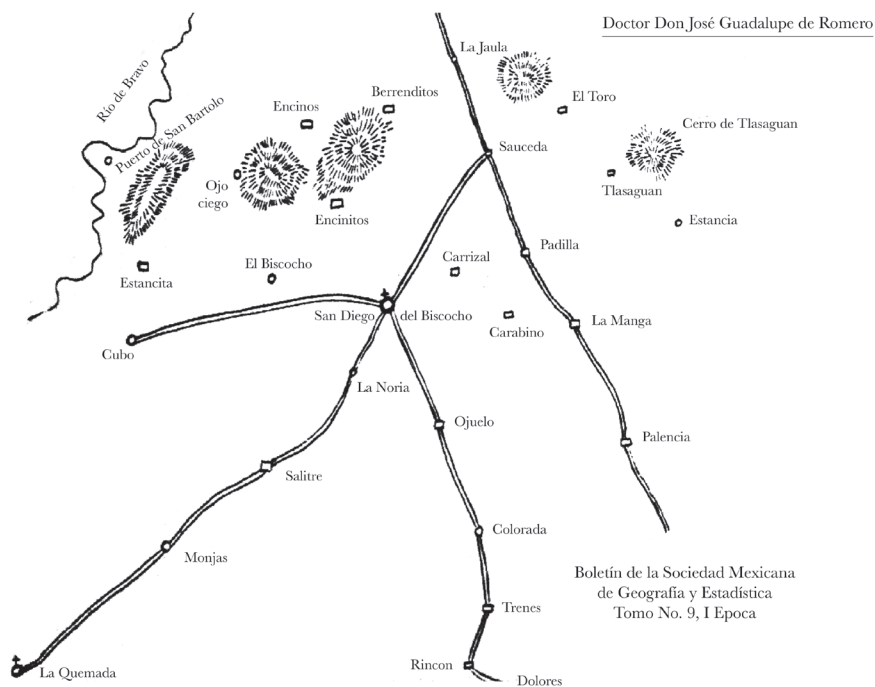 Doctor Don José Guadalupe de Romero
La Jaula
Río de Bravo
Puerto de San Bartolo
Encinos
Berrenditos
El Toro
Cerro de Tlasaguan
Sauceda
Ojo
ciego
Encinitos
Tlasaguan
Estancia
Estancita
El Biscocho
Carrizal
Padilla
San Diego del Biscocho
Carabino
La Manga
Cubo
La Noria
Ojuelo
Palencia
Salitre
Colorada
Monjas
Boletín de la Sociedad Mexicana
de Geografía y Estadística
Tomo No. 9, I Epoca
Trenes
La Quemada
Rincon
Dolores